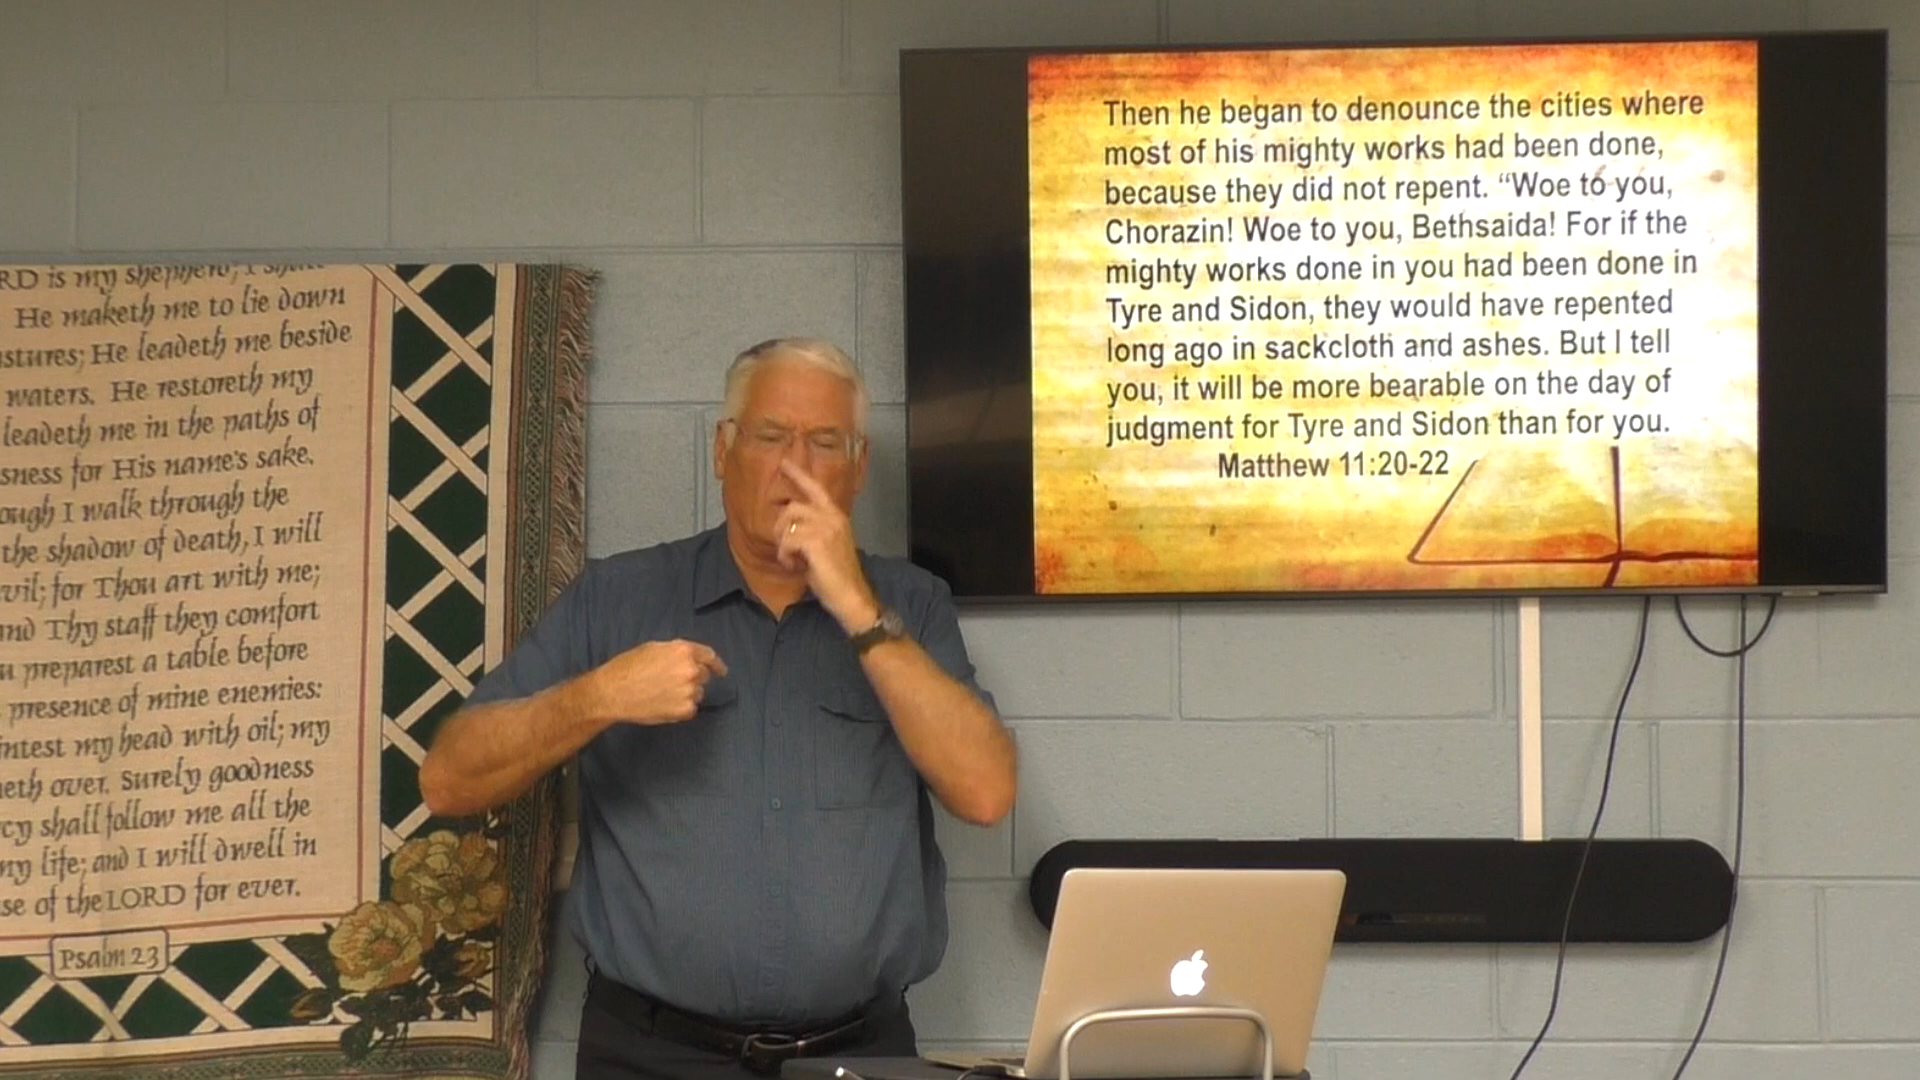 RD is my shepherd; I shall
He maketh me to lie down
stures; He leadeth me beside
waters. He restoreth my
leadeth me in the paths of
sness for His name's sake.
ough I walk through the
the shadow of death, I will
vil; for Thou art with me;
and Thy staff they comfort
u preparest a table before
presence of mine enemies:
intest my head with oil; my
eth over. Surely goodness
cy shall follow me all the
my life; and I will dwell in
se of the LORD for ever.
Psalm 23
Then he began to denounce the cities where
most of his mighty works had been done,
because they did not repent. “Woe to you,
Chorazin! Woe to you, Bethsaida! For if the
mighty works done in you had been done in
Tyre and Sidon, they would have repented
long ago in sackcloth and ashes. But I tell
you, it will be more bearable on the day of
judgment for Tyre and Sidon than for you.
Matthew 11:20-22